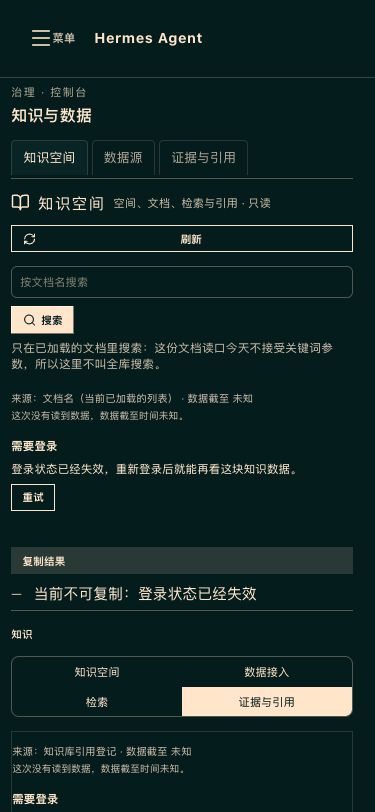 菜单 Hermes Agent
治理 · 控制台
知识与数据
知识空间 数据源 证据与引用
知识空间 空间、文档、检索与引用 · 只读
刷新
按文档名搜索
搜索
只在已加载的文档里搜索：这份文档读口今天不接受关键词参
数，所以这里不叫全库搜索。
来源：文档名（当前已加载的列表） · 数据截至 未知
这次没有读到数据，数据截至时间未知。
需要登录
登录状态已经失效，重新登录后就能再看这块知识数据。
重试
复制结果
— 当前不可复制：登录状态已经失效
知识
知识空间 数据接入
检索 证据与引用
来源：知识库引用登记 · 数据截至 未知
这次没有读到数据，数据截至时间未知。
需要登录